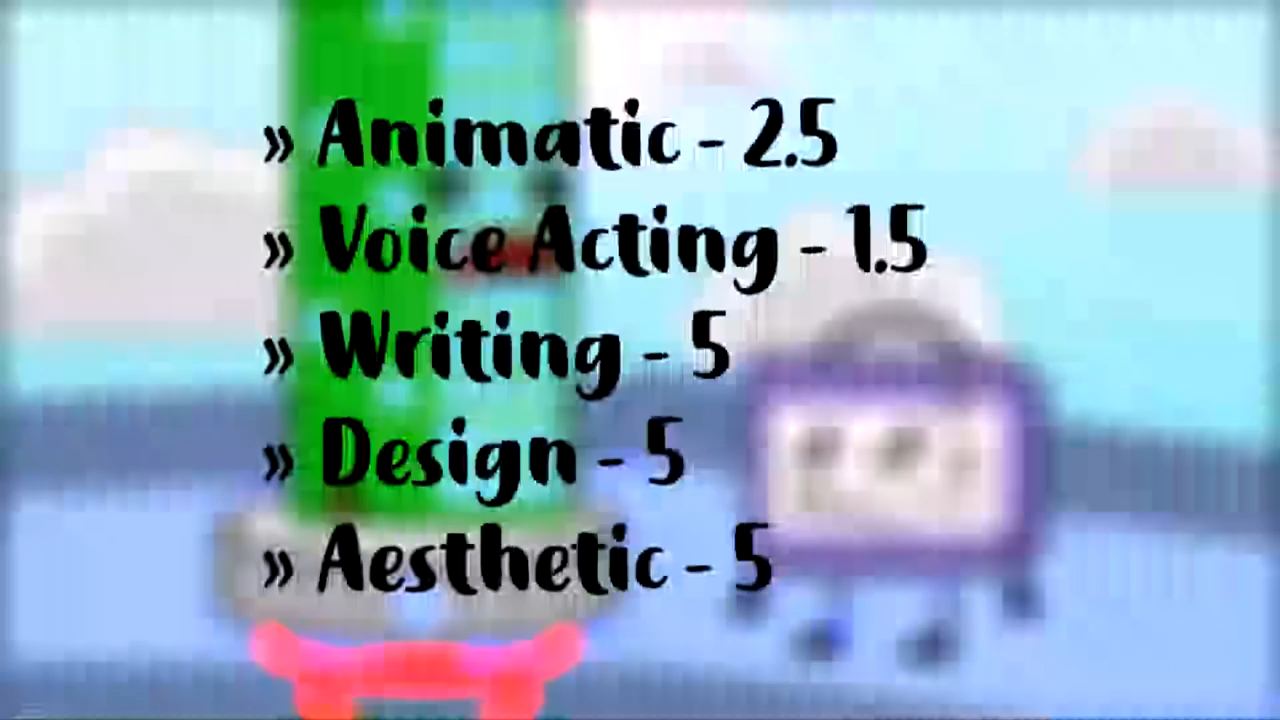 » Animatic - 2.5
» Voice Acting - 1.5
» Writing - 5
» Design - 5
» Aesthetic - 5